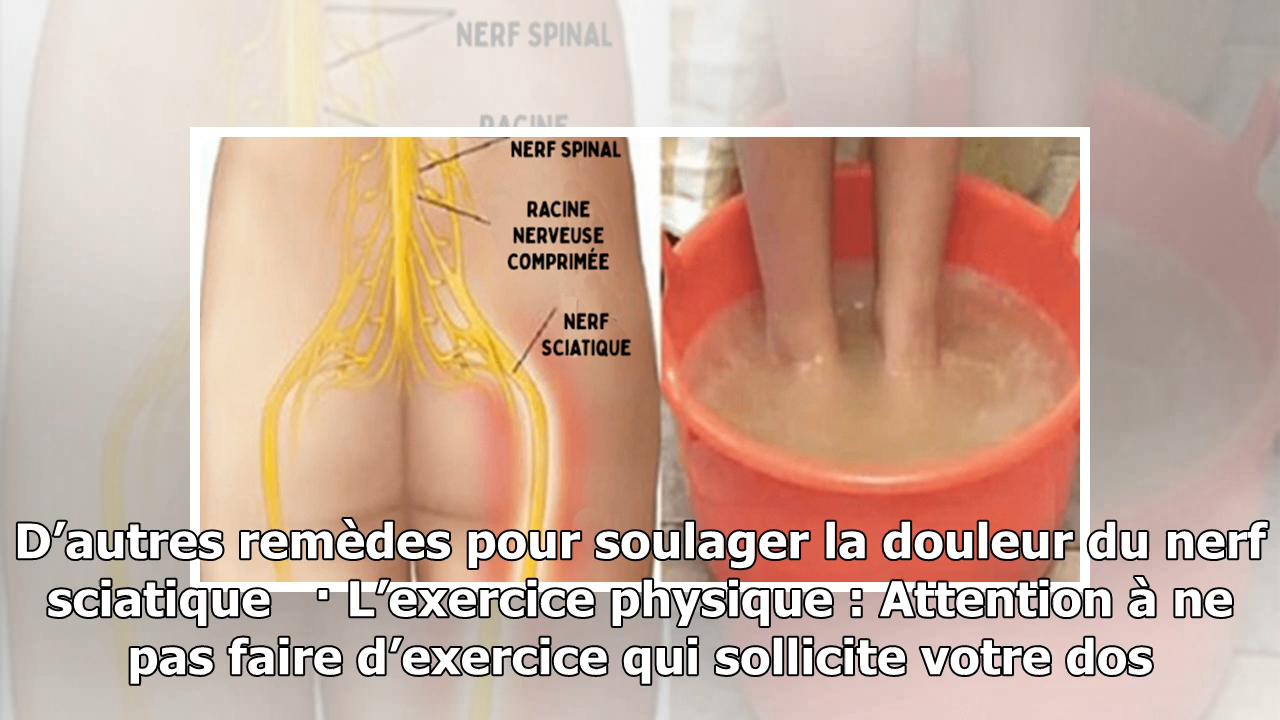 NERF SPINAL
RACINE
NERF SPINAL
RACINE
NERVEUSE
COMPRIMÉE
NERF
SCIATIQUE
D’autres remèdes pour soulager la douleur du nerf
sciatique · L’exercice physique : Attention à ne
pas faire d’exercice qui sollicite votre dos